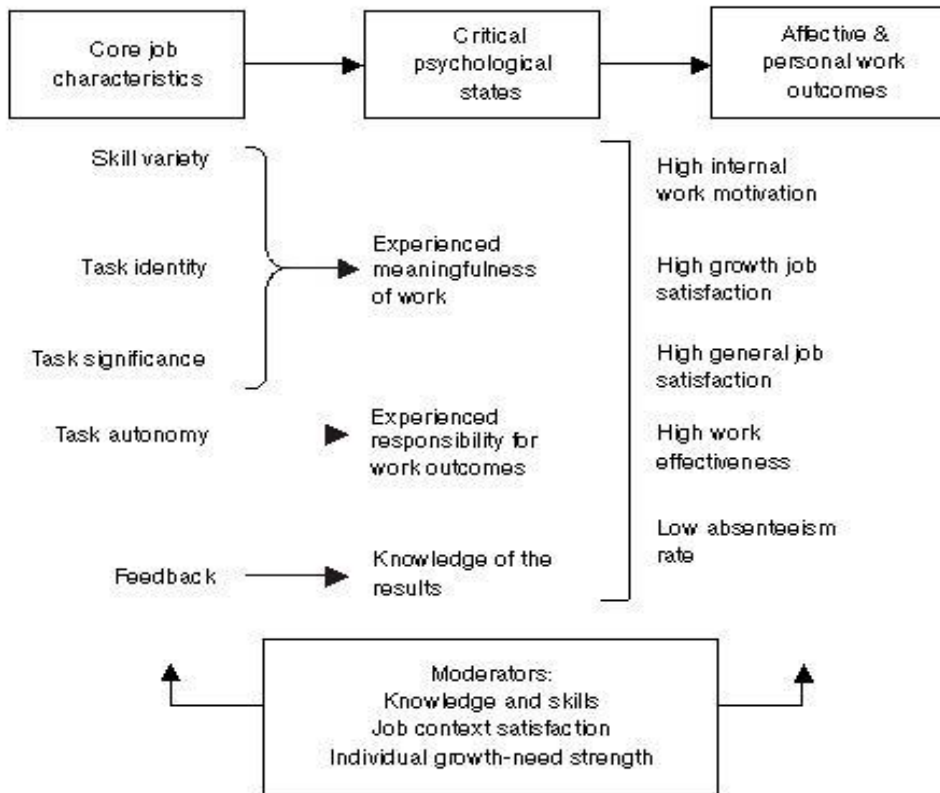 Core job
characteristics
Critical
psychological
states
Affective &
personal work
outcomes
Skill variety
Task identity
Task significance
Task autonomy
Feedback
Experienced
meaningfulness
of work
Experienced
responsibility for
work outcomes
Knowledge of the
results
High internal
work motivation
High growth job
satisfaction
High general job
satisfaction
High work
effectiveness
Low absenteeism
rate
Moderators:
Knowledge and skills
Job context satisfaction
Individual growth-need strength